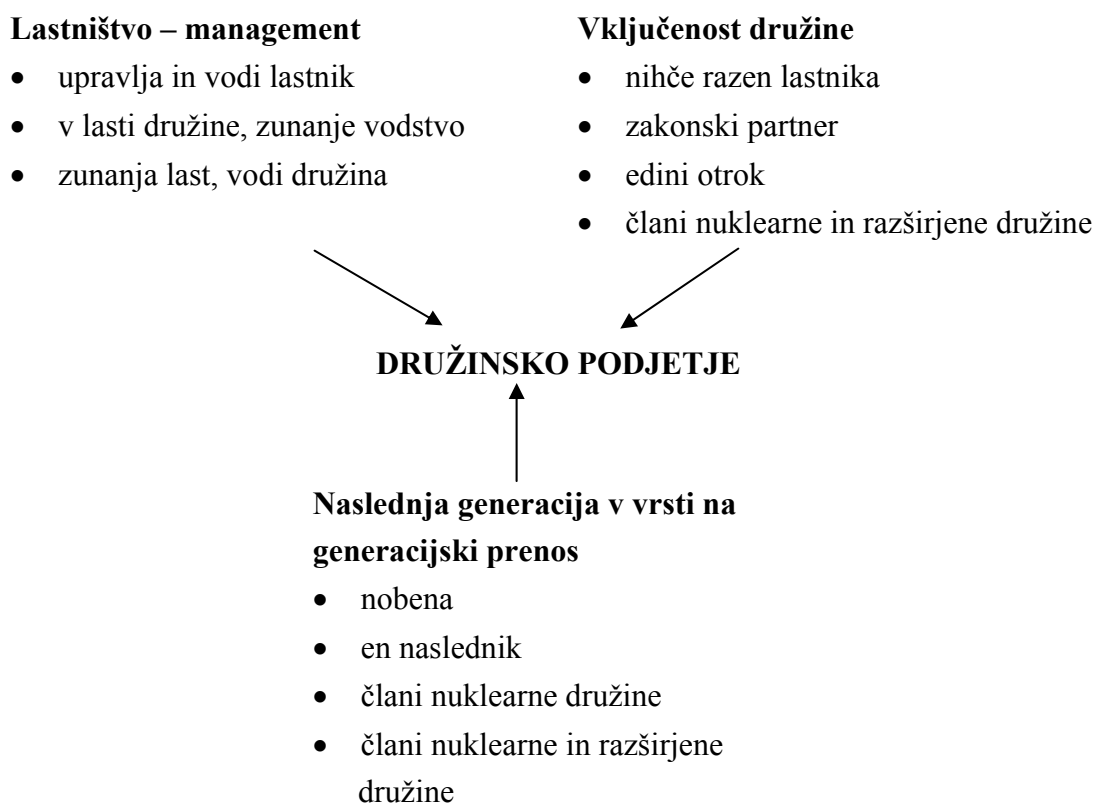 Lastništvo – management
• upravlja in vodi lastnik
• v lasti družine, zunanje vodstvo
• zunanja last, vodi družina
Vključenost družine
• nihče razen lastnika
• zakonski partner
• edini otrok
• člani nuklearne in razširjene družine
DRUŽINSKO PODJETJE
Naslednja generacija v vrsti na
generacijski prenos
• nobena
• en naslednik
• člani nuklearne družine
• člani nuklearne in razširjene
družine